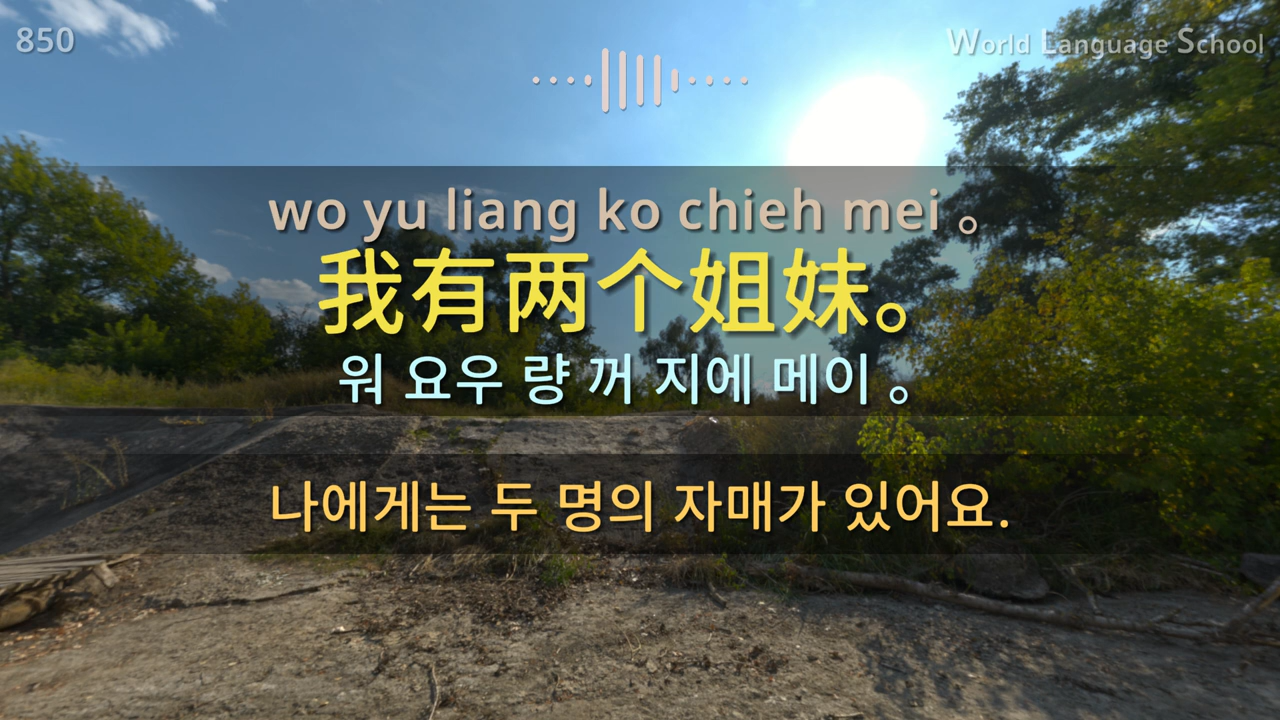 850
World Language School
wo yu liang ko chieh mei 。
我有两个姐妹。
워 요우 량 꺼 지에 메이 。
나에게는 두 명의 자매가 있어요.